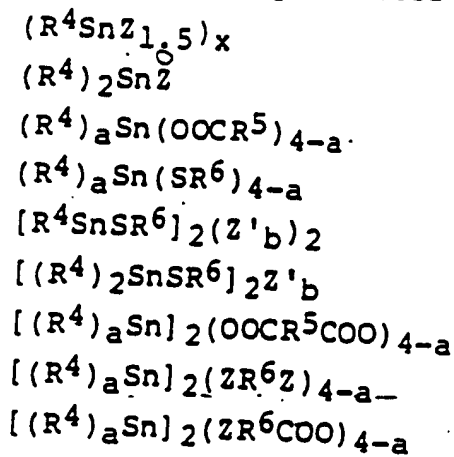 (R⁴SnZ₁.₅)ₓ
(R⁴)₂SnZ
(R⁴)ₐSn(OOCR⁵)₄₋ₐ
(R⁴)ₐSn(SR⁶)₄₋ₐ
[R⁴SnSR⁶]₂(Z'b)₂
[(R⁴)₂SnSR⁶]₂Z'b
[(R⁴)ₐSn]₂(OOCR⁵COO)₄₋ₐ
[(R⁴)ₐSn]₂(ZR⁶Z)₄₋ₐ
[(R⁴)ₐSn]₂(ZR⁶COO)₄₋ₐ